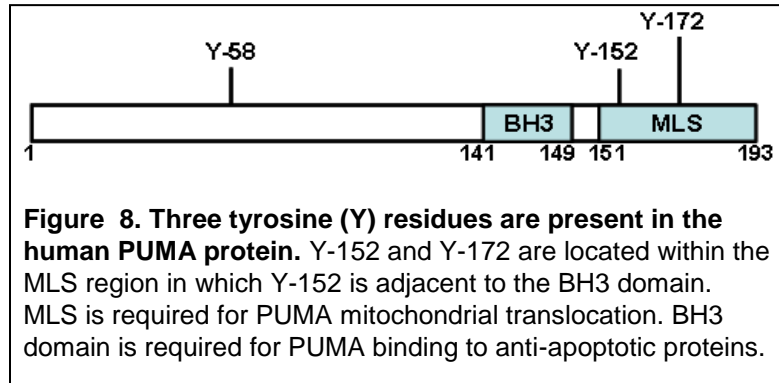 Y-172
Y-58 Y-152
BH3 MLS
1 141 149 151 193
Figure 8. Three tyrosine (Y) residues are present in the
human PUMA protein. Y-152 and Y-172 are located within the
MLS region in which Y-152 is adjacent to the BH3 domain.
MLS is required for PUMA mitochondrial translocation. BH3
domain is required for PUMA binding to anti-apoptotic proteins.